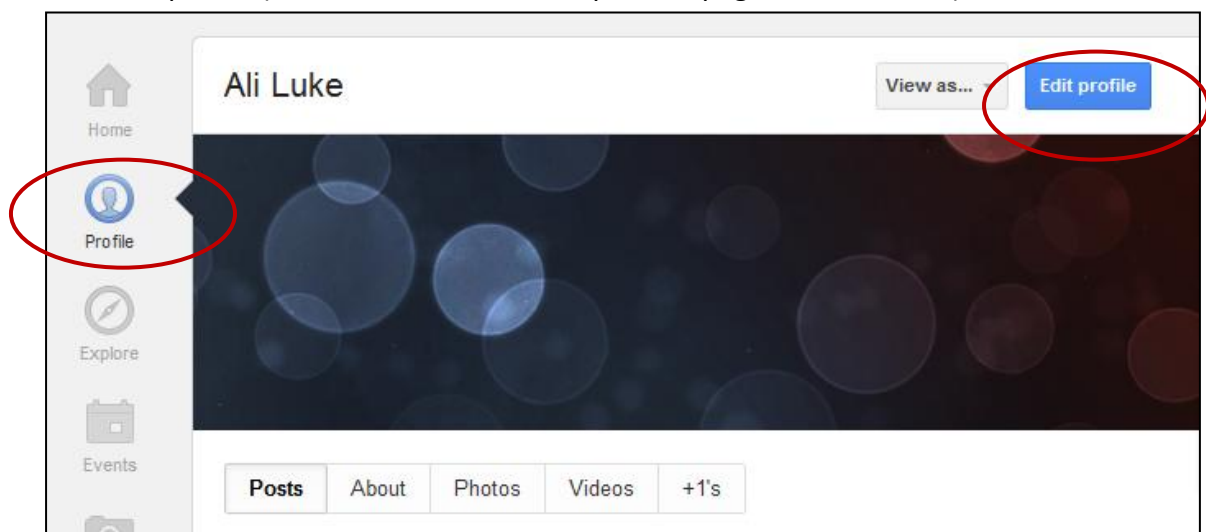 Ali Luke
View as...
Edit profile
Home
Profile
Explore
Events
Posts About Photos Videos +1's